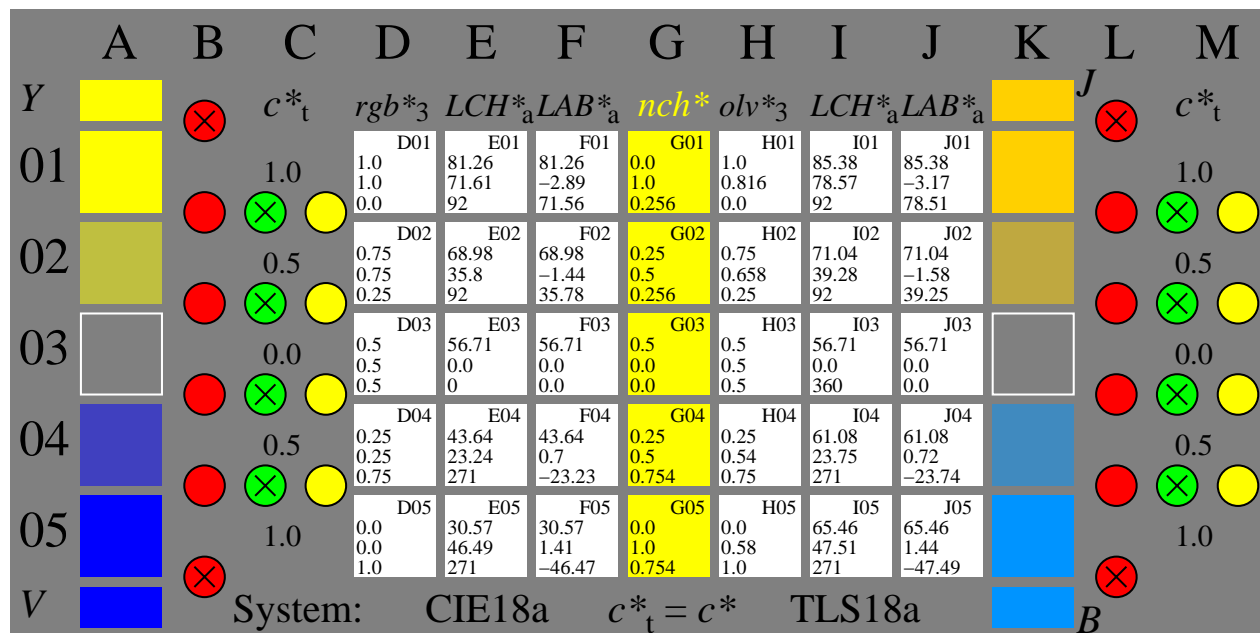 A B C D E F G H I J K L M
Y c*t rgb*3 LCH*a LAB*a nch* olv*3 LCH*a LAB*a J c*t
01 1.0 D01 E01 F01 G01 H01 I01 J01 1.0
1.0 81.26 81.26 0.0 1.0 85.38 85.38
1.0 71.61 −2.89 1.0 0.816 78.57 −3.17
0.0 92 71.56 0.256 0.0 92 78.51
02 0.5 D02 E02 F02 G02 H02 I02 J02 0.5
0.75 68.98 68.98 0.25 0.75 71.04 71.04
0.75 35.8 −1.44 0.5 0.658 39.28 −1.58
0.25 92 35.78 0.256 0.25 92 39.25
03 0.0 D03 E03 F03 G03 H03 I03 J03 0.0
0.5 56.71 56.71 0.5 0.5 56.71 56.71
0.5 0.0 0.0 0.0 0.5 0.0 0.0
0.5 0 0.0 0.0 0.5 360 0.0
04 0.5 D04 E04 F04 G04 H04 I04 J04 0.5
0.25 43.64 43.64 0.25 0.25 61.08 61.08
0.25 23.24 0.7 0.5 0.54 23.75 0.72
0.75 271 −23.23 0.754 0.75 271 −23.74
05 1.0 D05 E05 F05 G05 H05 I05 J05 1.0
0.0 30.57 30.57 0.0 0.0 65.46 65.46
0.0 46.49 1.41 1.0 0.58 47.51 1.44
1.0 271 −46.47 0.754 1.0 271 −47.49
V System: CIE18a c*t = c* TLS18a B